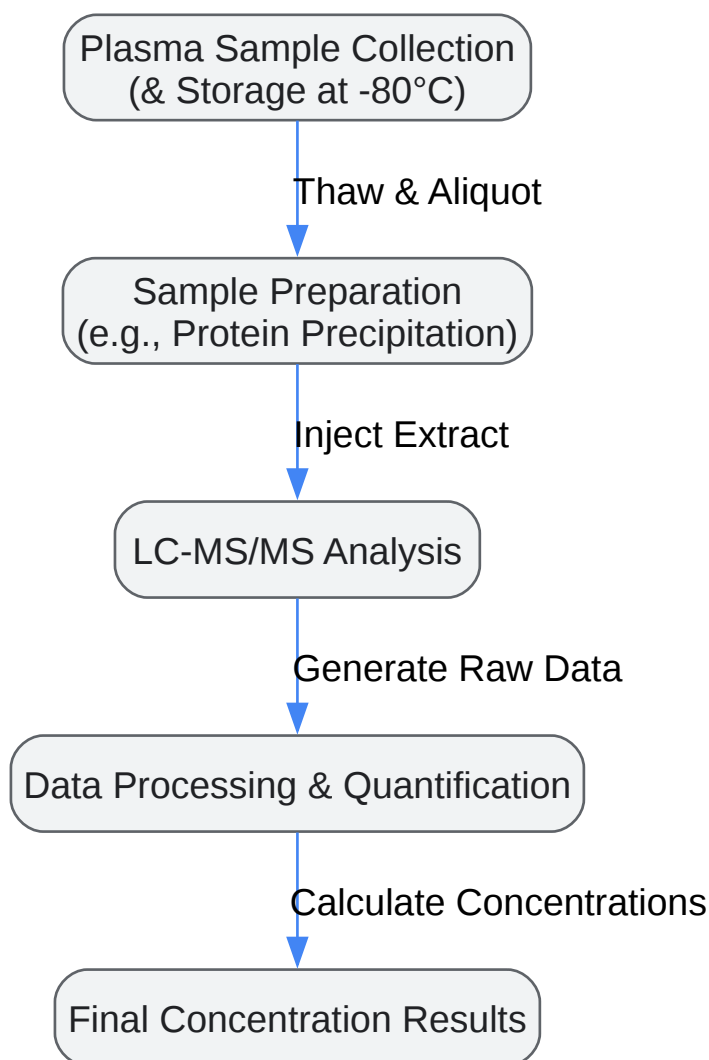 Plasma Sample Collection
(& Storage at -80°C)
Thaw & Aliquot
Sample Preparation
(e.g., Protein Precipitation)
Inject Extract
LC-MS/MS Analysis
Generate Raw Data
Data Processing & Quantification
Calculate Concentrations
Final Concentration Results